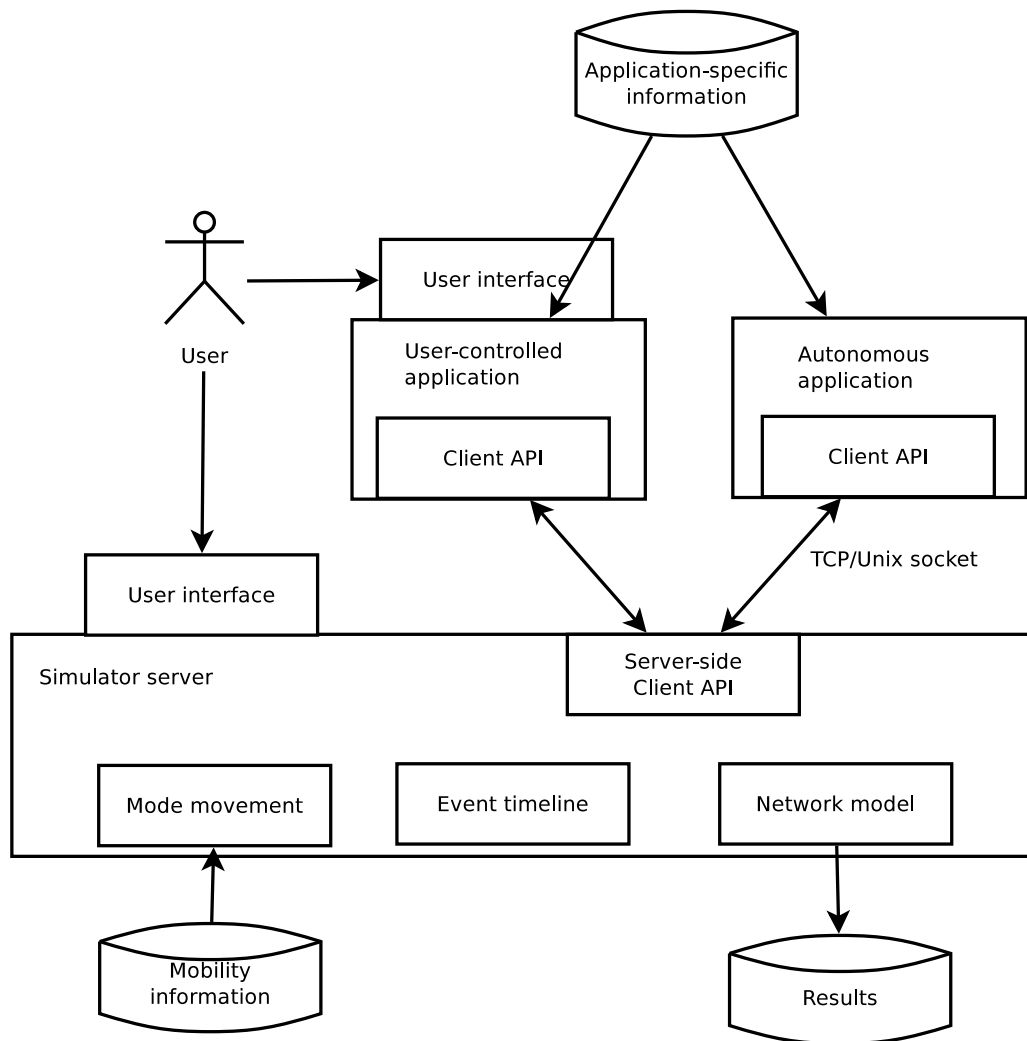 Application-specific
information
User interface
User
User-controlled
application
Autonomous
application
Client API
Client API
TCP/Unix socket
User interface
Server-side
Client API
Simulator server
Mode movement
Event timeline
Network model
Mobility
information
Results